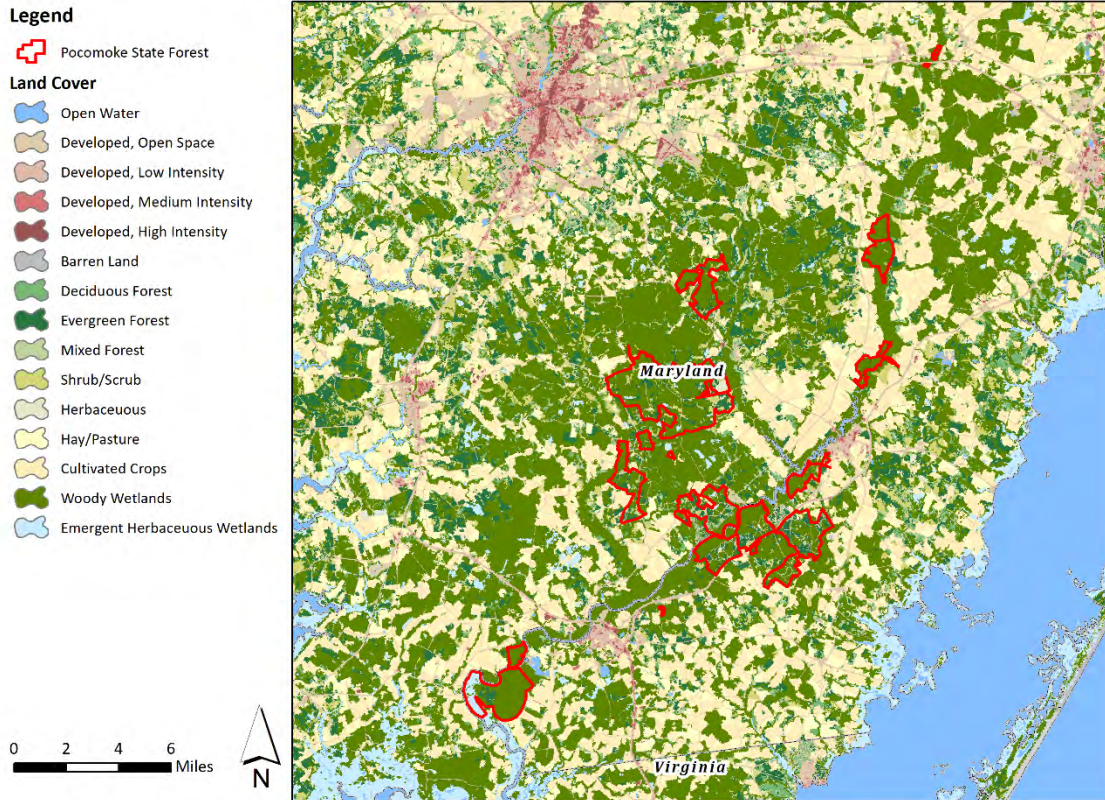 Legend
Pocomoke State Forest
Land Cover
Open Water
Developed, Open Space
Developed, Low Intensity
Developed, Medium Intensity
Developed, High Intensity
Barren Land
Deciduous Forest
Evergreen Forest
Mixed Forest
Shrub/Scrub
Herbaceuous
Hay/Pasture
Cultivated Crops
Woody Wetlands
Emergent Herbaceuous Wetlands
0 2 4 6
Miles
N
Maryland
Virginia